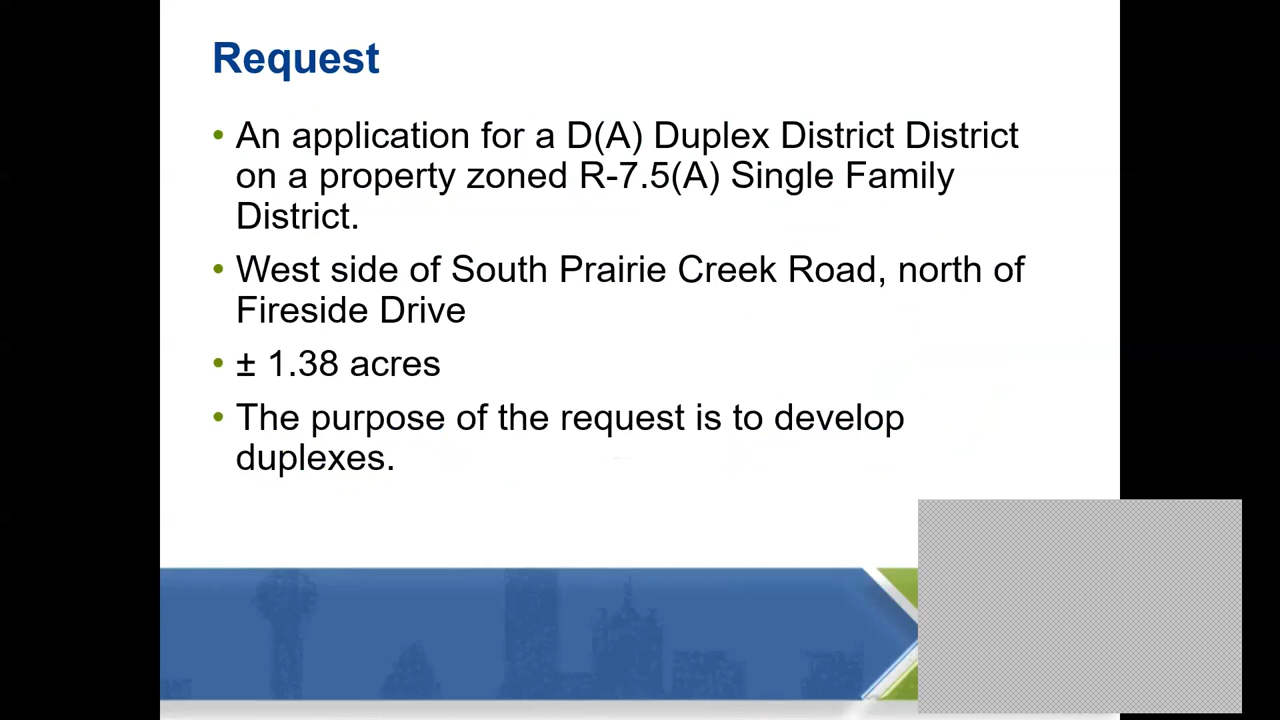 Request
• An application for a D(A) Duplex District District
on a property zoned R-7.5(A) Single Family
District.
• West side of South Prairie Creek Road, north of
Fireside Drive
• ± 1.38 acres
• The purpose of the request is to develop
duplexes.